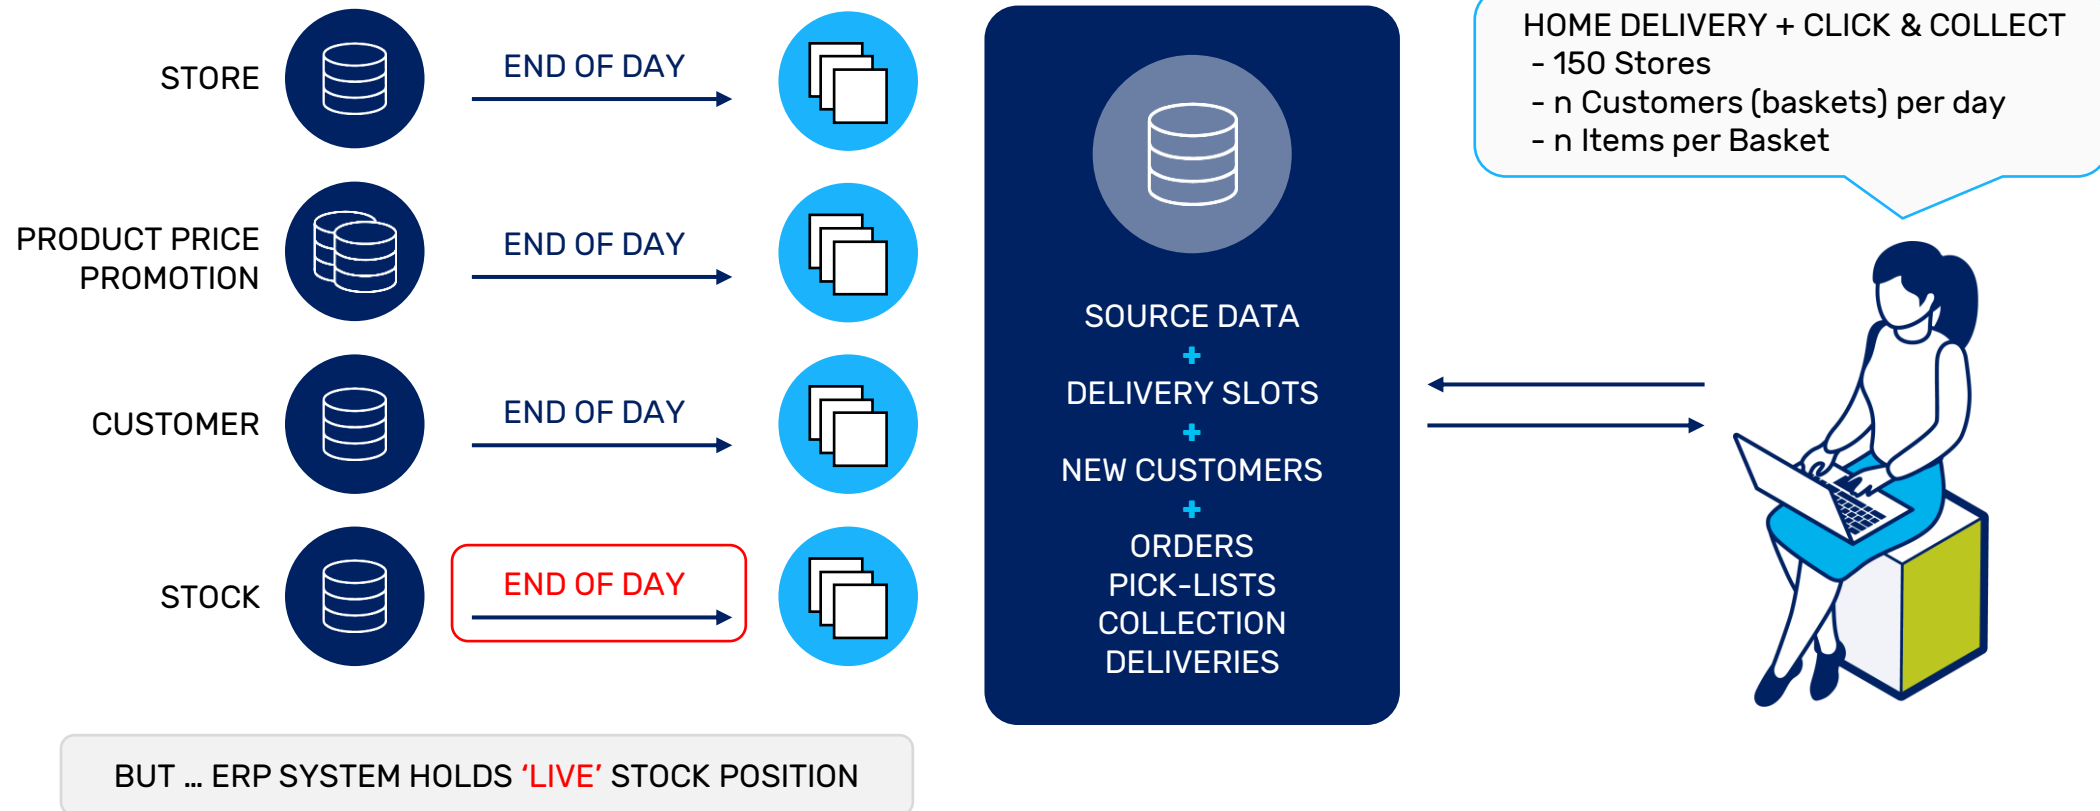 STORE
END OF DAY
PRODUCT PRICE
PROMOTION
END OF DAY
CUSTOMER
END OF DAY
STOCK
END OF DAY
BUT ... ERP SYSTEM HOLDS ‘LIVE’ STOCK POSITION
SOURCE DATA
+
DELIVERY SLOTS
+
NEW CUSTOMERS
+
ORDERS
PICK-LISTS
COLLECTION
DELIVERIES
HOME DELIVERY + CLICK & COLLECT
- 150 Stores
- n Customers (baskets) per day
- n Items per Basket